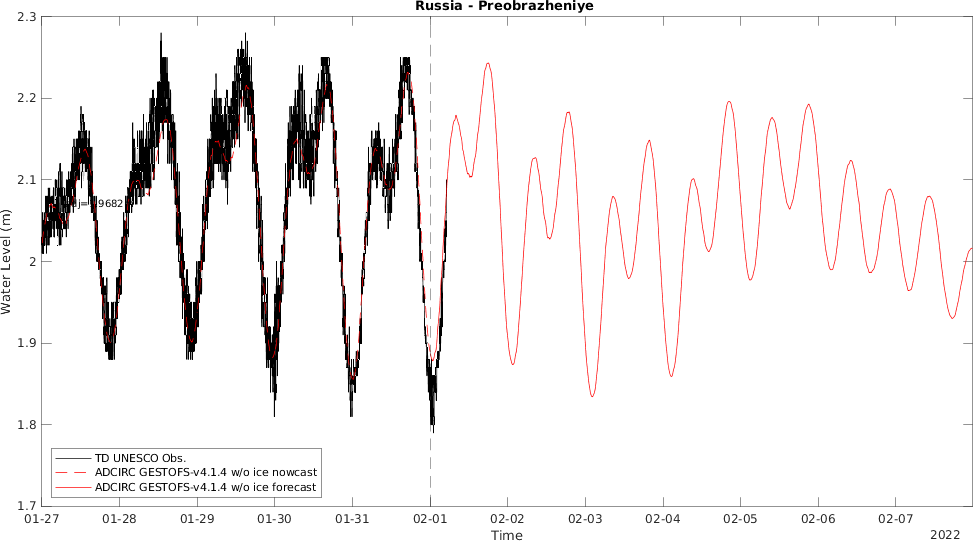 Russia - Preobrazheniye
2.3
2.2
2.1
2
1.9
1.8
1.7
Water Level (m)
9682
TD UNESCO Obs.
ADCIRC GESTOFS-v4.1.4 w/o ice nowcast
ADCIRC GESTOFS-v4.1.4 w/o ice forecast
01-27 01-28 01-29 01-30 01-31 02-01 02-02 02-03 02-04 02-05 02-06 02-07
Time
2022